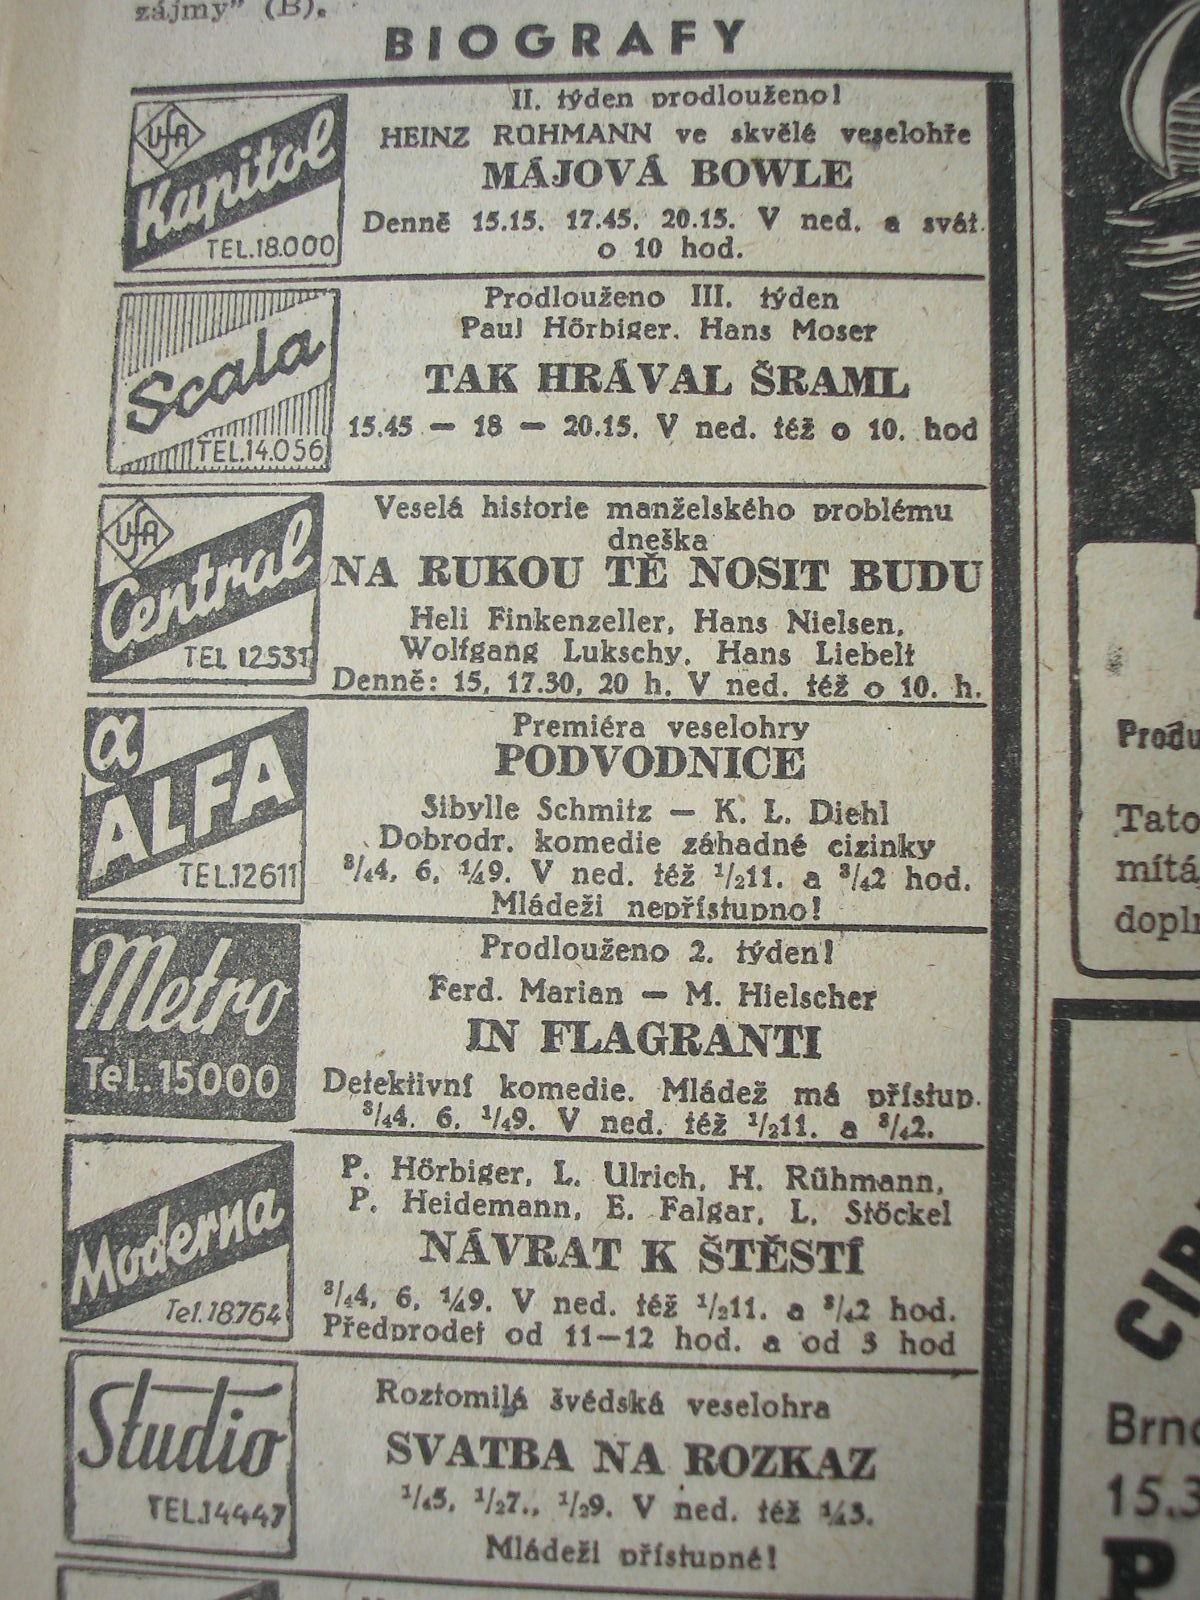 zájmy" (B).
BIOGRAFY
UFA
Kapitol
TEL.18.000
II. týden prodlouženo!
HEINZ RÜHMANN ve skvělé veselohře
MÁJOVÁ BOWLE
Denně 15.15, 17.45, 20.15. V ned. a svát.
o 10 hod.
Scala
TEL.14.056
Prodlouženo III. týden
Paul Hörbiger, Hans Moser
TAK HRÁVAL ŠRAML
15.45 — 18 — 20.15. V ned. též o 10. hod
UFA
Central
TEL 12531
Veselá historie manželského problému
dneška
NA RUKOU TĚ NOSIT BUDU
Heli Finkenzeller, Hans Nielsen,
Wolfgang Lukschy, Hans Liebelt
Denně: 15, 17.30, 20 h. V ned. též o 10. h.
α
ALFA
TEL.12611
Premiéra veselohry
PODVODNICE
Sibylle Schmitz — K. L. Diehl
Dobrodr. komedie záhadné cizinky
3/44, 6, 1/49. V ned. též 1/211. a 3/42 hod.
Mládeži nepřístupno!
Metro
Tel. 15000
Prodlouženo 2. týden!
Ferd. Marian — M. Hielscher
IN FLAGRANTI
Detektivní komedie. Mládež má přístup.
3/44, 6, 1/49. V ned. též 1/211. a 3/42.
Moderna
Tel.18764
P. Hörbiger, L. Ulrich, H. Rühmann,
P. Heidemann, E. Falgar, L. Stöckel
NÁVRAT K ŠTĚSTÍ
3/44, 6, 1/49. V ned. též 1/211. a 3/42 hod.
Předprodej od 11—12 hod. a od 3 hod
Studio
TEL.14447
Roztomilá švédská veselohra
SVATBA NA ROZKAZ
1/45, 1/27., 1/29. V ned. též 1/43.
Mládeži přístupné!
Produ
Tato
mítá
doplň
Brno
15.3
P